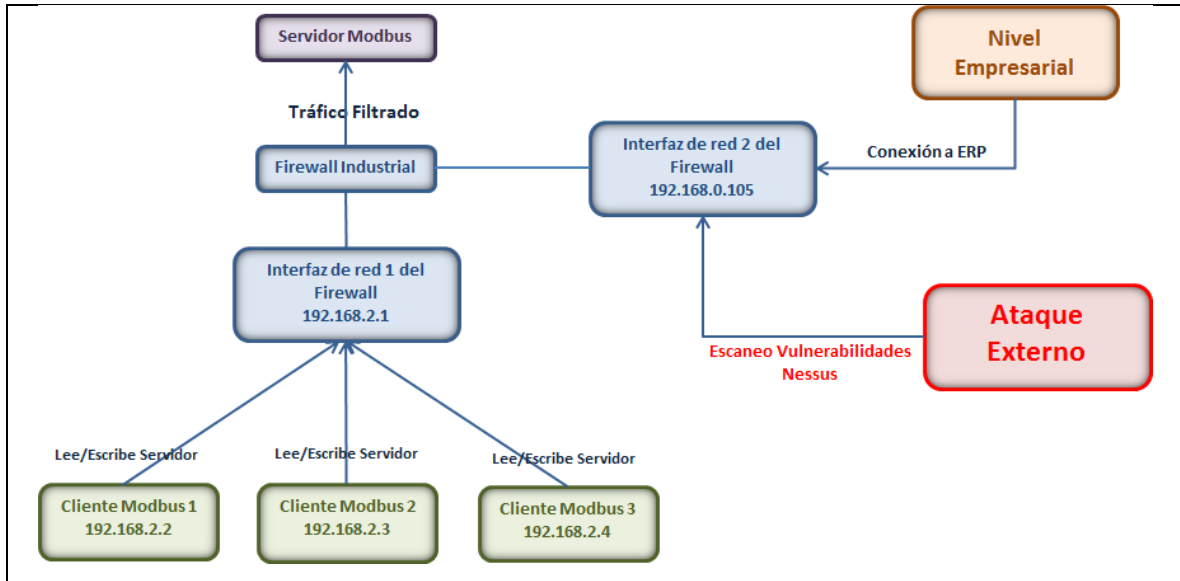 Servidor Modbus
Nivel
Empresarial
Tráfico Filtrado
Firewall Industrial
Interfaz de red 2 del
Firewall
192.168.0.105
Conexión a ERP
Interfaz de red 1 del
Firewall
192.168.2.1
Ataque
Externo
Escaneo Vulnerabilidades
Nessus
Lee/Escribe Servidor
Lee/Escribe Servidor
Lee/Escribe Servidor
Cliente Modbus 1
192.168.2.2
Cliente Modbus 2
192.168.2.3
Cliente Modbus 3
192.168.2.4